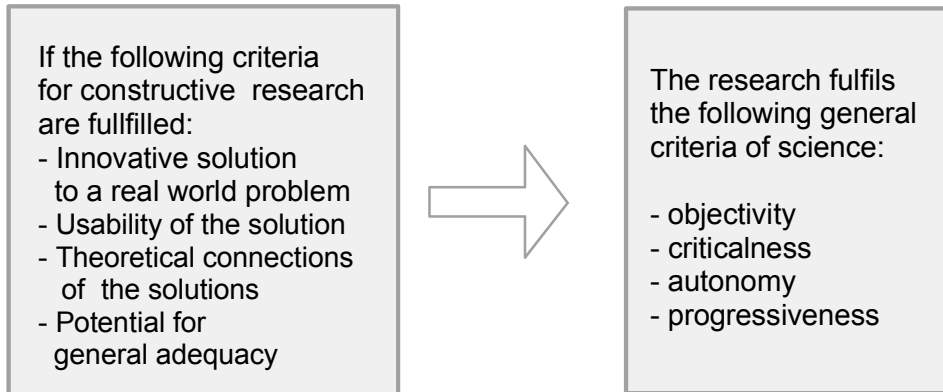 If the following criteria
for constructive research
are fullfilled:
- Innovative solution
to a real world problem
- Usability of the solution
- Theoretical connections
of the solutions
- Potential for
general adequacy
The research fulfils
the following general
criteria of science:
- objectivity
- criticalness
- autonomy
- progressiveness